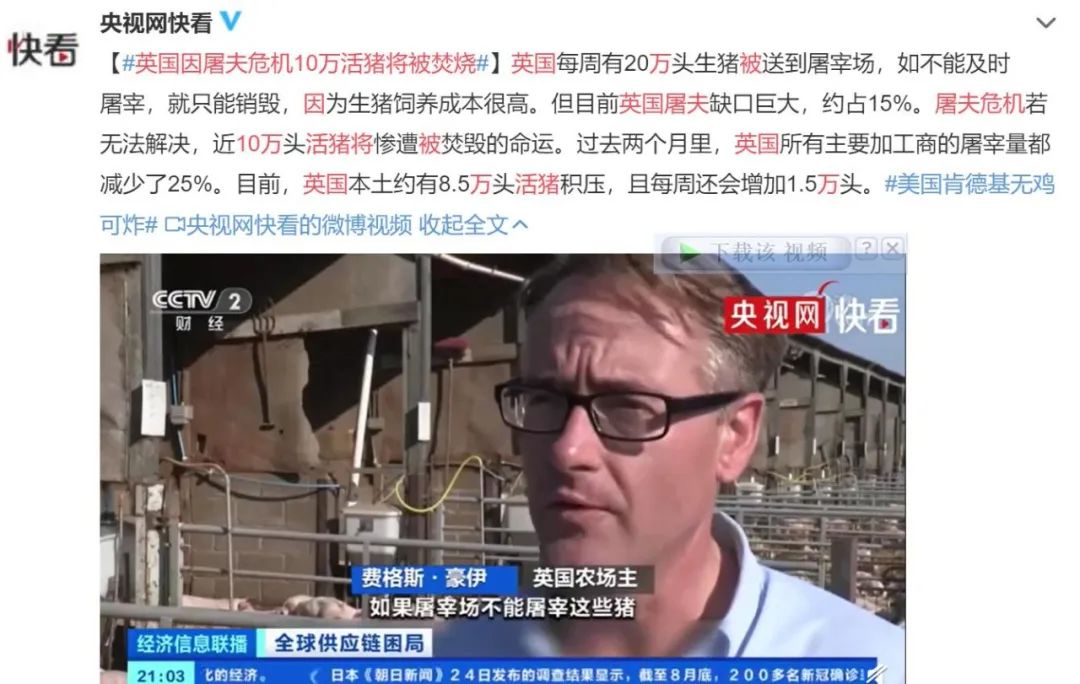 央视网快看
快看
【#英国因屠夫危机10万活猪将被焚烧#】英国每周有20万头生猪被送到屠宰场，如不能及时
屠宰，就只能销毁，因为生猪饲养成本很高。但目前英国屠夫缺口巨大，约占15%。屠夫危机若
无法解决，近10万头活猪将惨遭被焚毁的命运。过去两个月里，英国所有主要加工商的屠宰量都
减少了25%。目前，英国本土约有8.5万头活猪积压，且每周还会增加1.5万头。#美国肯德基无鸡
可炸# 央视网快看的微博视频 收起全文
下载该 视频 ?
CCTV 2
财 经
央视网 快看
费格斯·豪伊 英国农场主
如果屠宰场不能屠宰这些猪
经济信息联播 全球供应链困局
21:03 的经济。 《 日本《朝日新闻》24日发布的调查结果显示，截至8月底，200多名新冠确诊